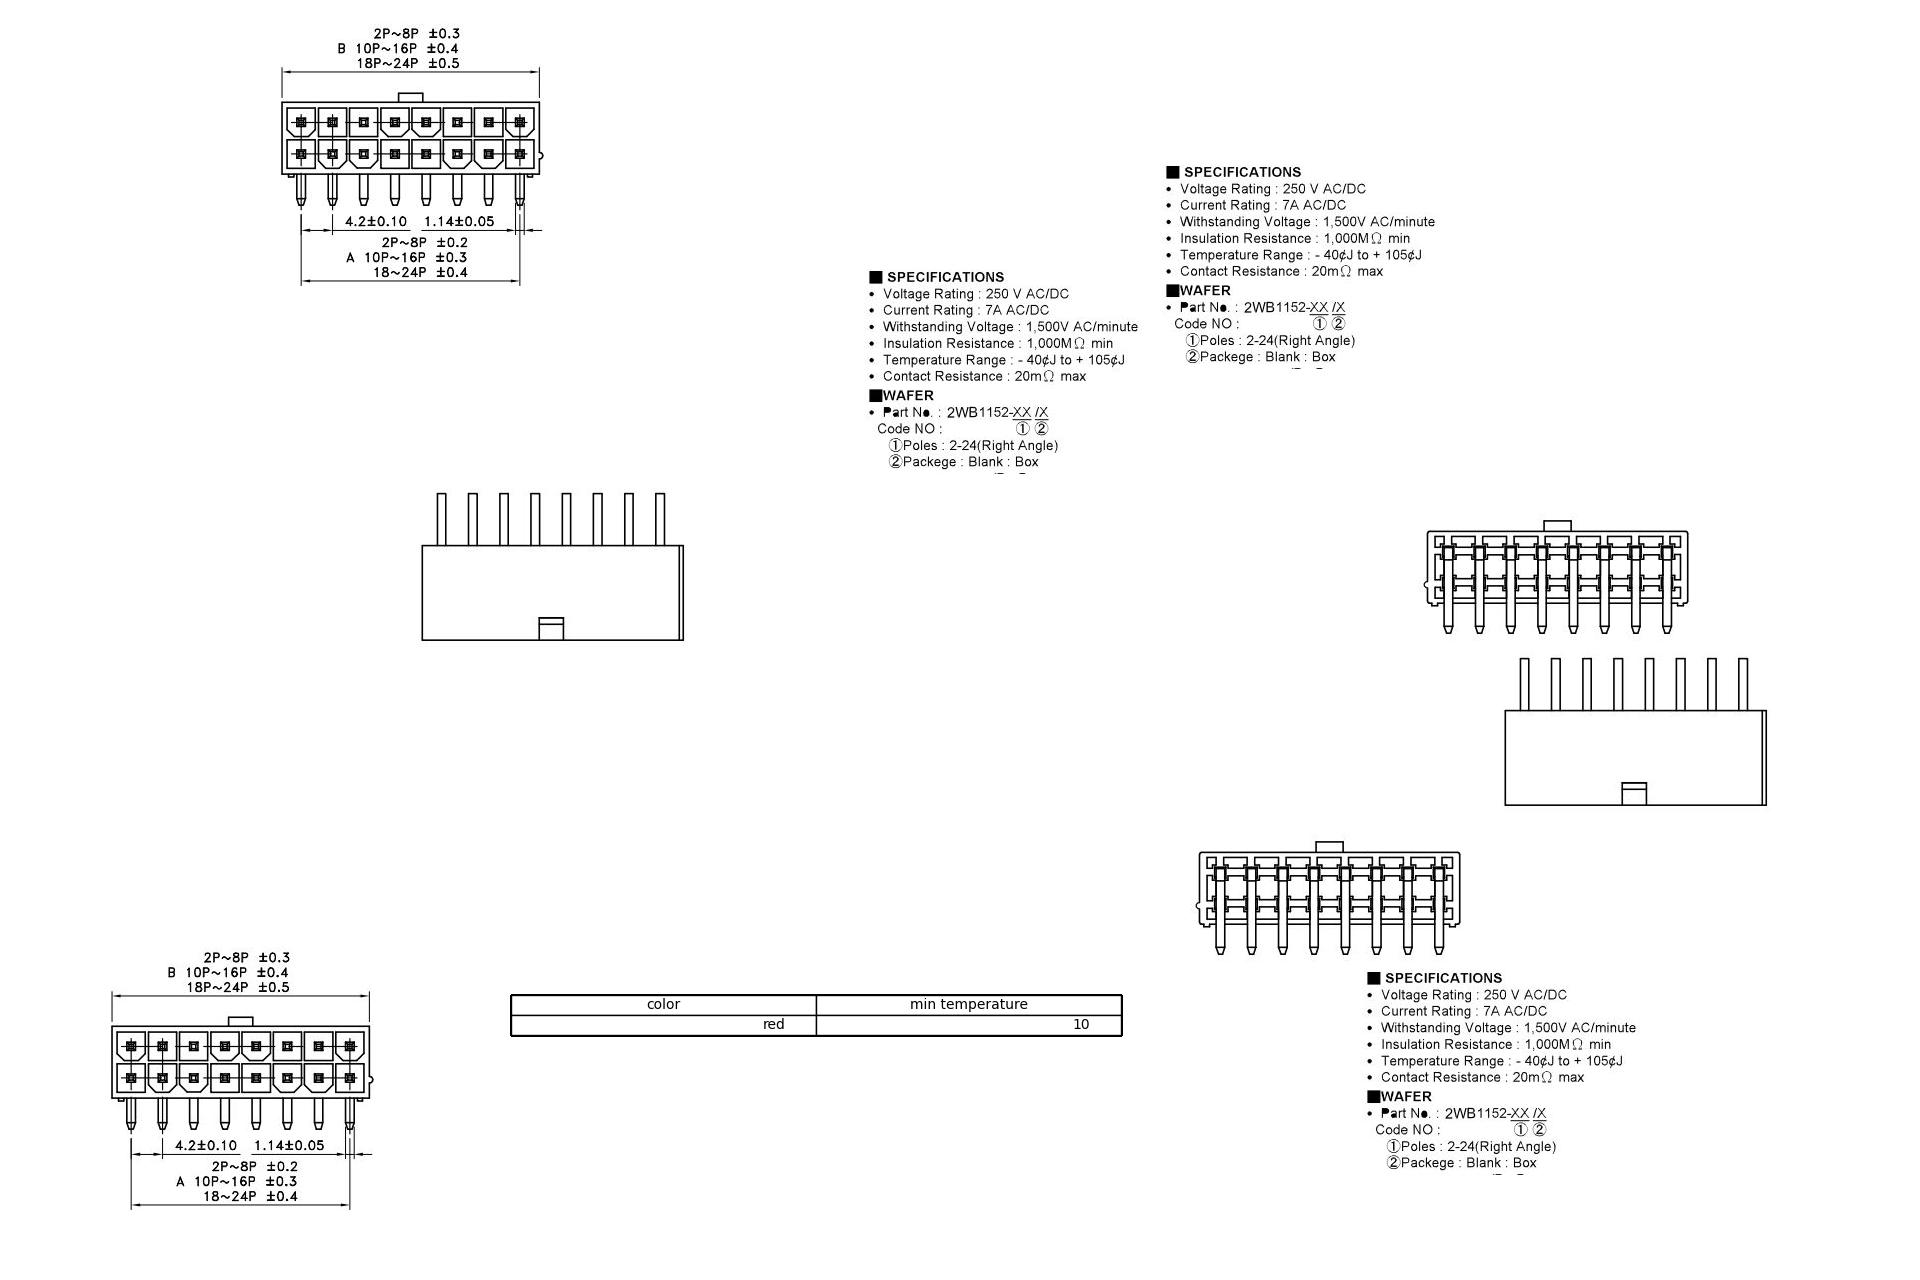 2P~8P ±0.3
B 10P~16P ±0.4
18P~24P ±0.5
4.2±0.10 1.14±0.05
2P~8P ±0.2
A 10P~16P ±0.3
18~24P ±0.4
■ SPECIFICATIONS
• Voltage Rating : 250 V AC/DC
• Current Rating : 7A AC/DC
• Withstanding Voltage : 1,500V AC/minute
• Insulation Resistance : 1,000MΩ min
• Temperature Range : - 40¢J to + 105¢J
• Contact Resistance : 20mΩ max
■WAFER
• Part No. : 2WB1152-XX /X
Code NO : ① ②
①Poles : 2-24(Right Angle)
②Packege : Blank : Box
■ SPECIFICATIONS
• Voltage Rating : 250 V AC/DC
• Current Rating : 7A AC/DC
• Withstanding Voltage : 1,500V AC/minute
• Insulation Resistance : 1,000MΩ min
• Temperature Range : - 40¢J to + 105¢J
• Contact Resistance : 20mΩ max
■WAFER
• Part No. : 2WB1152-XX /X
Code NO : ① ②
①Poles : 2-24(Right Angle)
②Packege : Blank : Box
2P~8P ±0.3
B 10P~16P ±0.4
18P~24P ±0.5
4.2±0.10 1.14±0.05
2P~8P ±0.2
A 10P~16P ±0.3
18~24P ±0.4
color min temperature
red 10
■ SPECIFICATIONS
• Voltage Rating : 250 V AC/DC
• Current Rating : 7A AC/DC
• Withstanding Voltage : 1,500V AC/minute
• Insulation Resistance : 1,000MΩ min
• Temperature Range : - 40¢J to + 105¢J
• Contact Resistance : 20mΩ max
■WAFER
• Part No. : 2WB1152-XX /X
Code NO : ① ②
①Poles : 2-24(Right Angle)
②Packege : Blank : Box